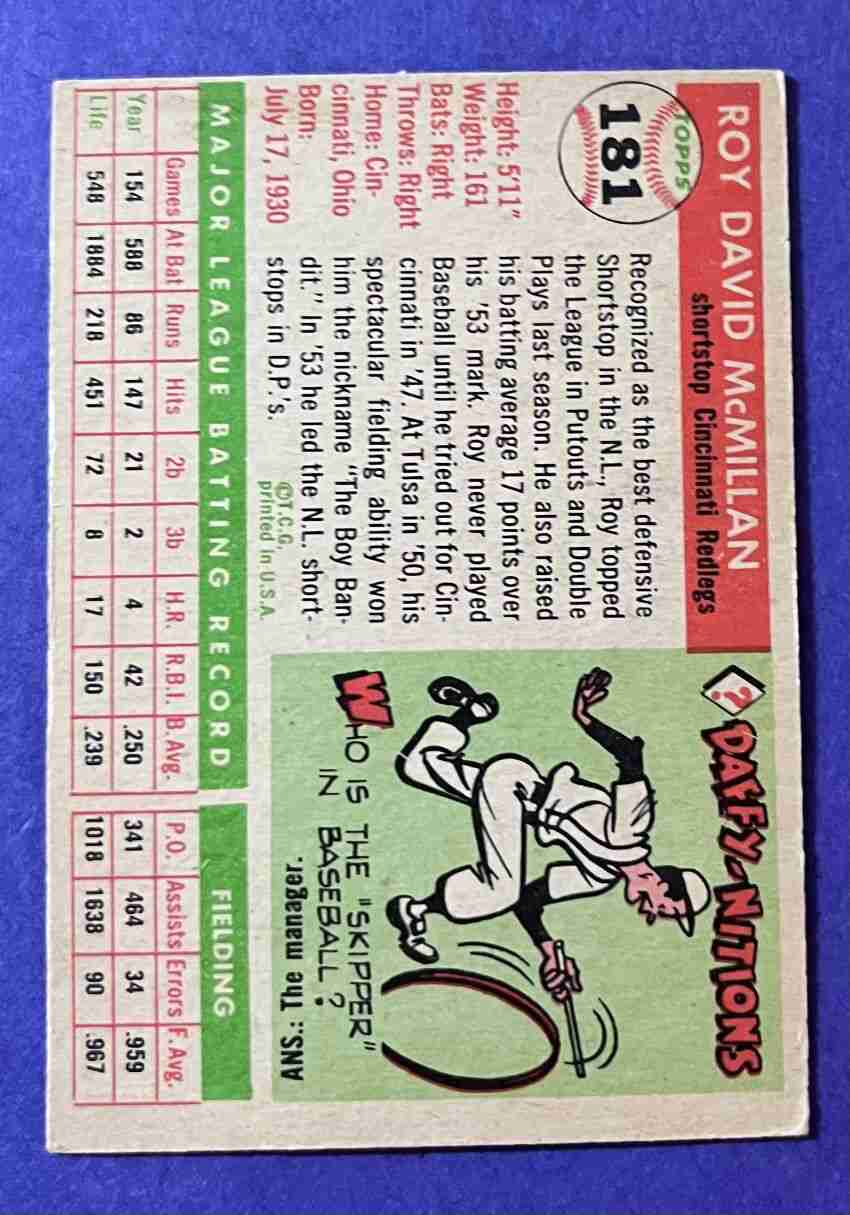 TOPPS
181
ROY DAVID McMILLAN
shortstop Cincinnati Redlegs
Height: 5'11"
Weight: 161
Bats: Right
Throws: Right
Home: Cin-
cinnati, Ohio
Born:
July 17, 1930
Recognized as the best defensive
Shortstop in the N.L., Roy topped
the League in Putouts and Double
Plays last season. He also raised
his batting average 17 points over
his '53 mark. Roy never played
Baseball until he tried out for Cin-
cinnati in '47. At Tulsa in '50, his
spectacular fielding ability won
him the nickname "The Boy Ban-
dit." In '53 he led the N.L. short-
stops in D.P.'s.
©T.C.G.
printed in U.S.A.
? DAFFY-NITIONS
WHO IS THE "SKIPPER"
IN BASEBALL?
ANS:: The manager.
MAJOR LEAGUE BATTING RECORD FIELDING
Games At Bat Runs Hits 2b 3b H.R. R.B.I. B. Avg. P.O. Assists Errors F. Avg.
Year 154 588 86 147 21 2 4 42 .250 341 464 34 .959
Life 548 1884 218 451 72 8 17 150 .239 1018 1638 90 .967